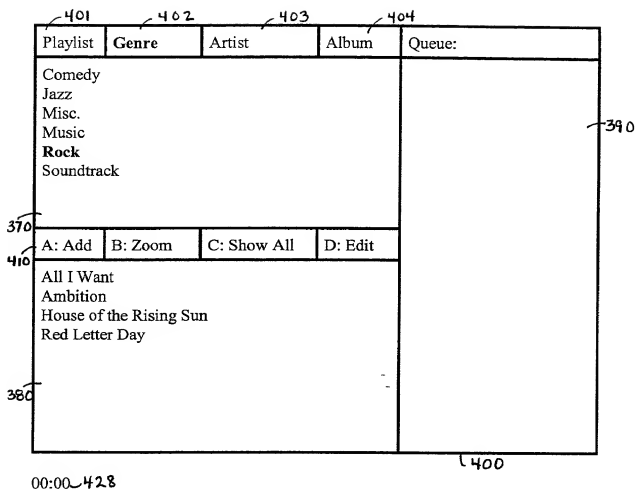 401 402 403 404
Playlist Genre Artist Album Queue:
Comedy
Jazz
Misc.
Music
Rock
Soundtrack
390
370
A: Add B: Zoom C: Show All D: Edit
410
All I Want
Ambition
House of the Rising Sun
Red Letter Day
380
400
00:00 428